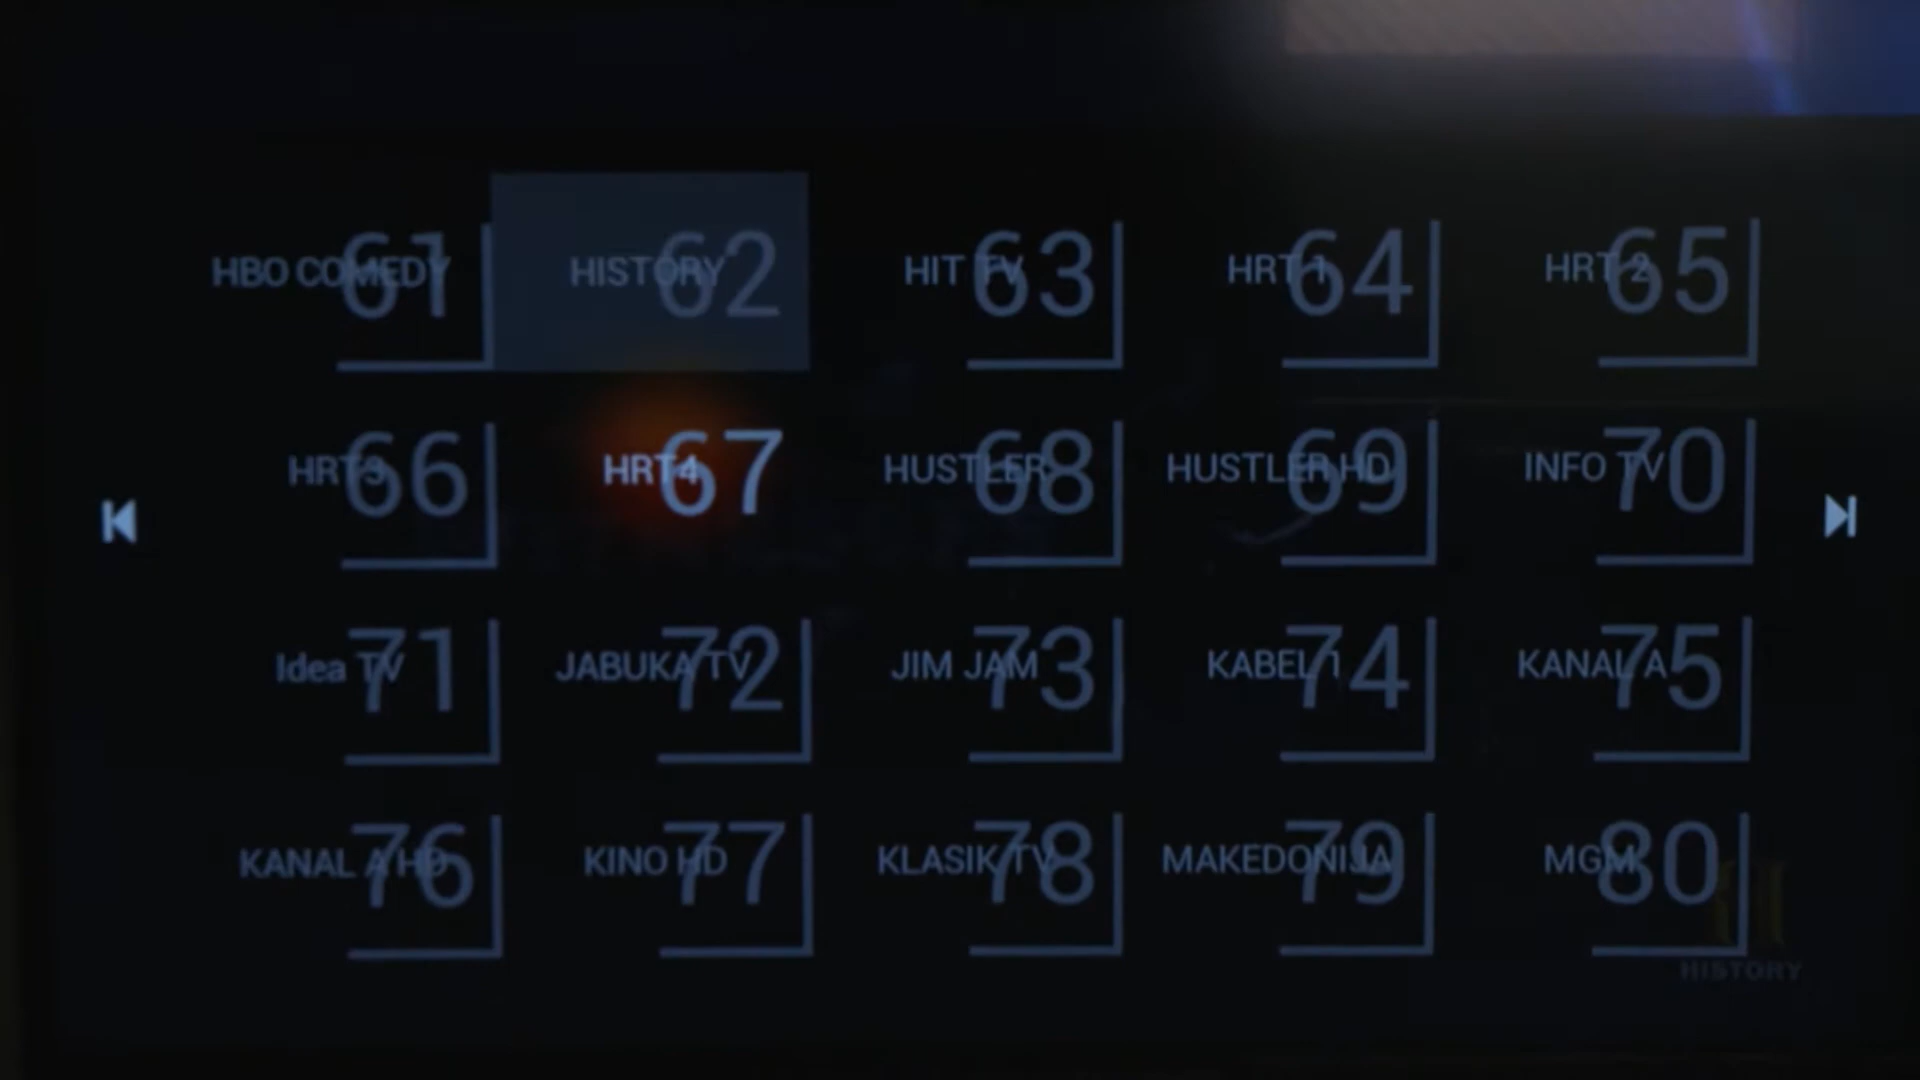 HBO COMEDY 61
HISTORY 62
HIT TV 63
HRT 1 64
HRT 2 65
HRT3 66
HRT4 67
HUSTLER 68
HUSTLER HD 69
INFO TV 70
Idea TV 71
JABUKA TV 72
JIM JAM 73
KABEL 1 74
KANAL A 75
KANAL A HD 76
KINO HD 77
KLASIK TV 78
MAKEDONIJA 79
MGM 80
H
HISTORY